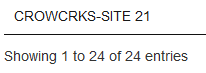 CROWCRKS-SITE 21
Showing 1 to 24 of 24 entries